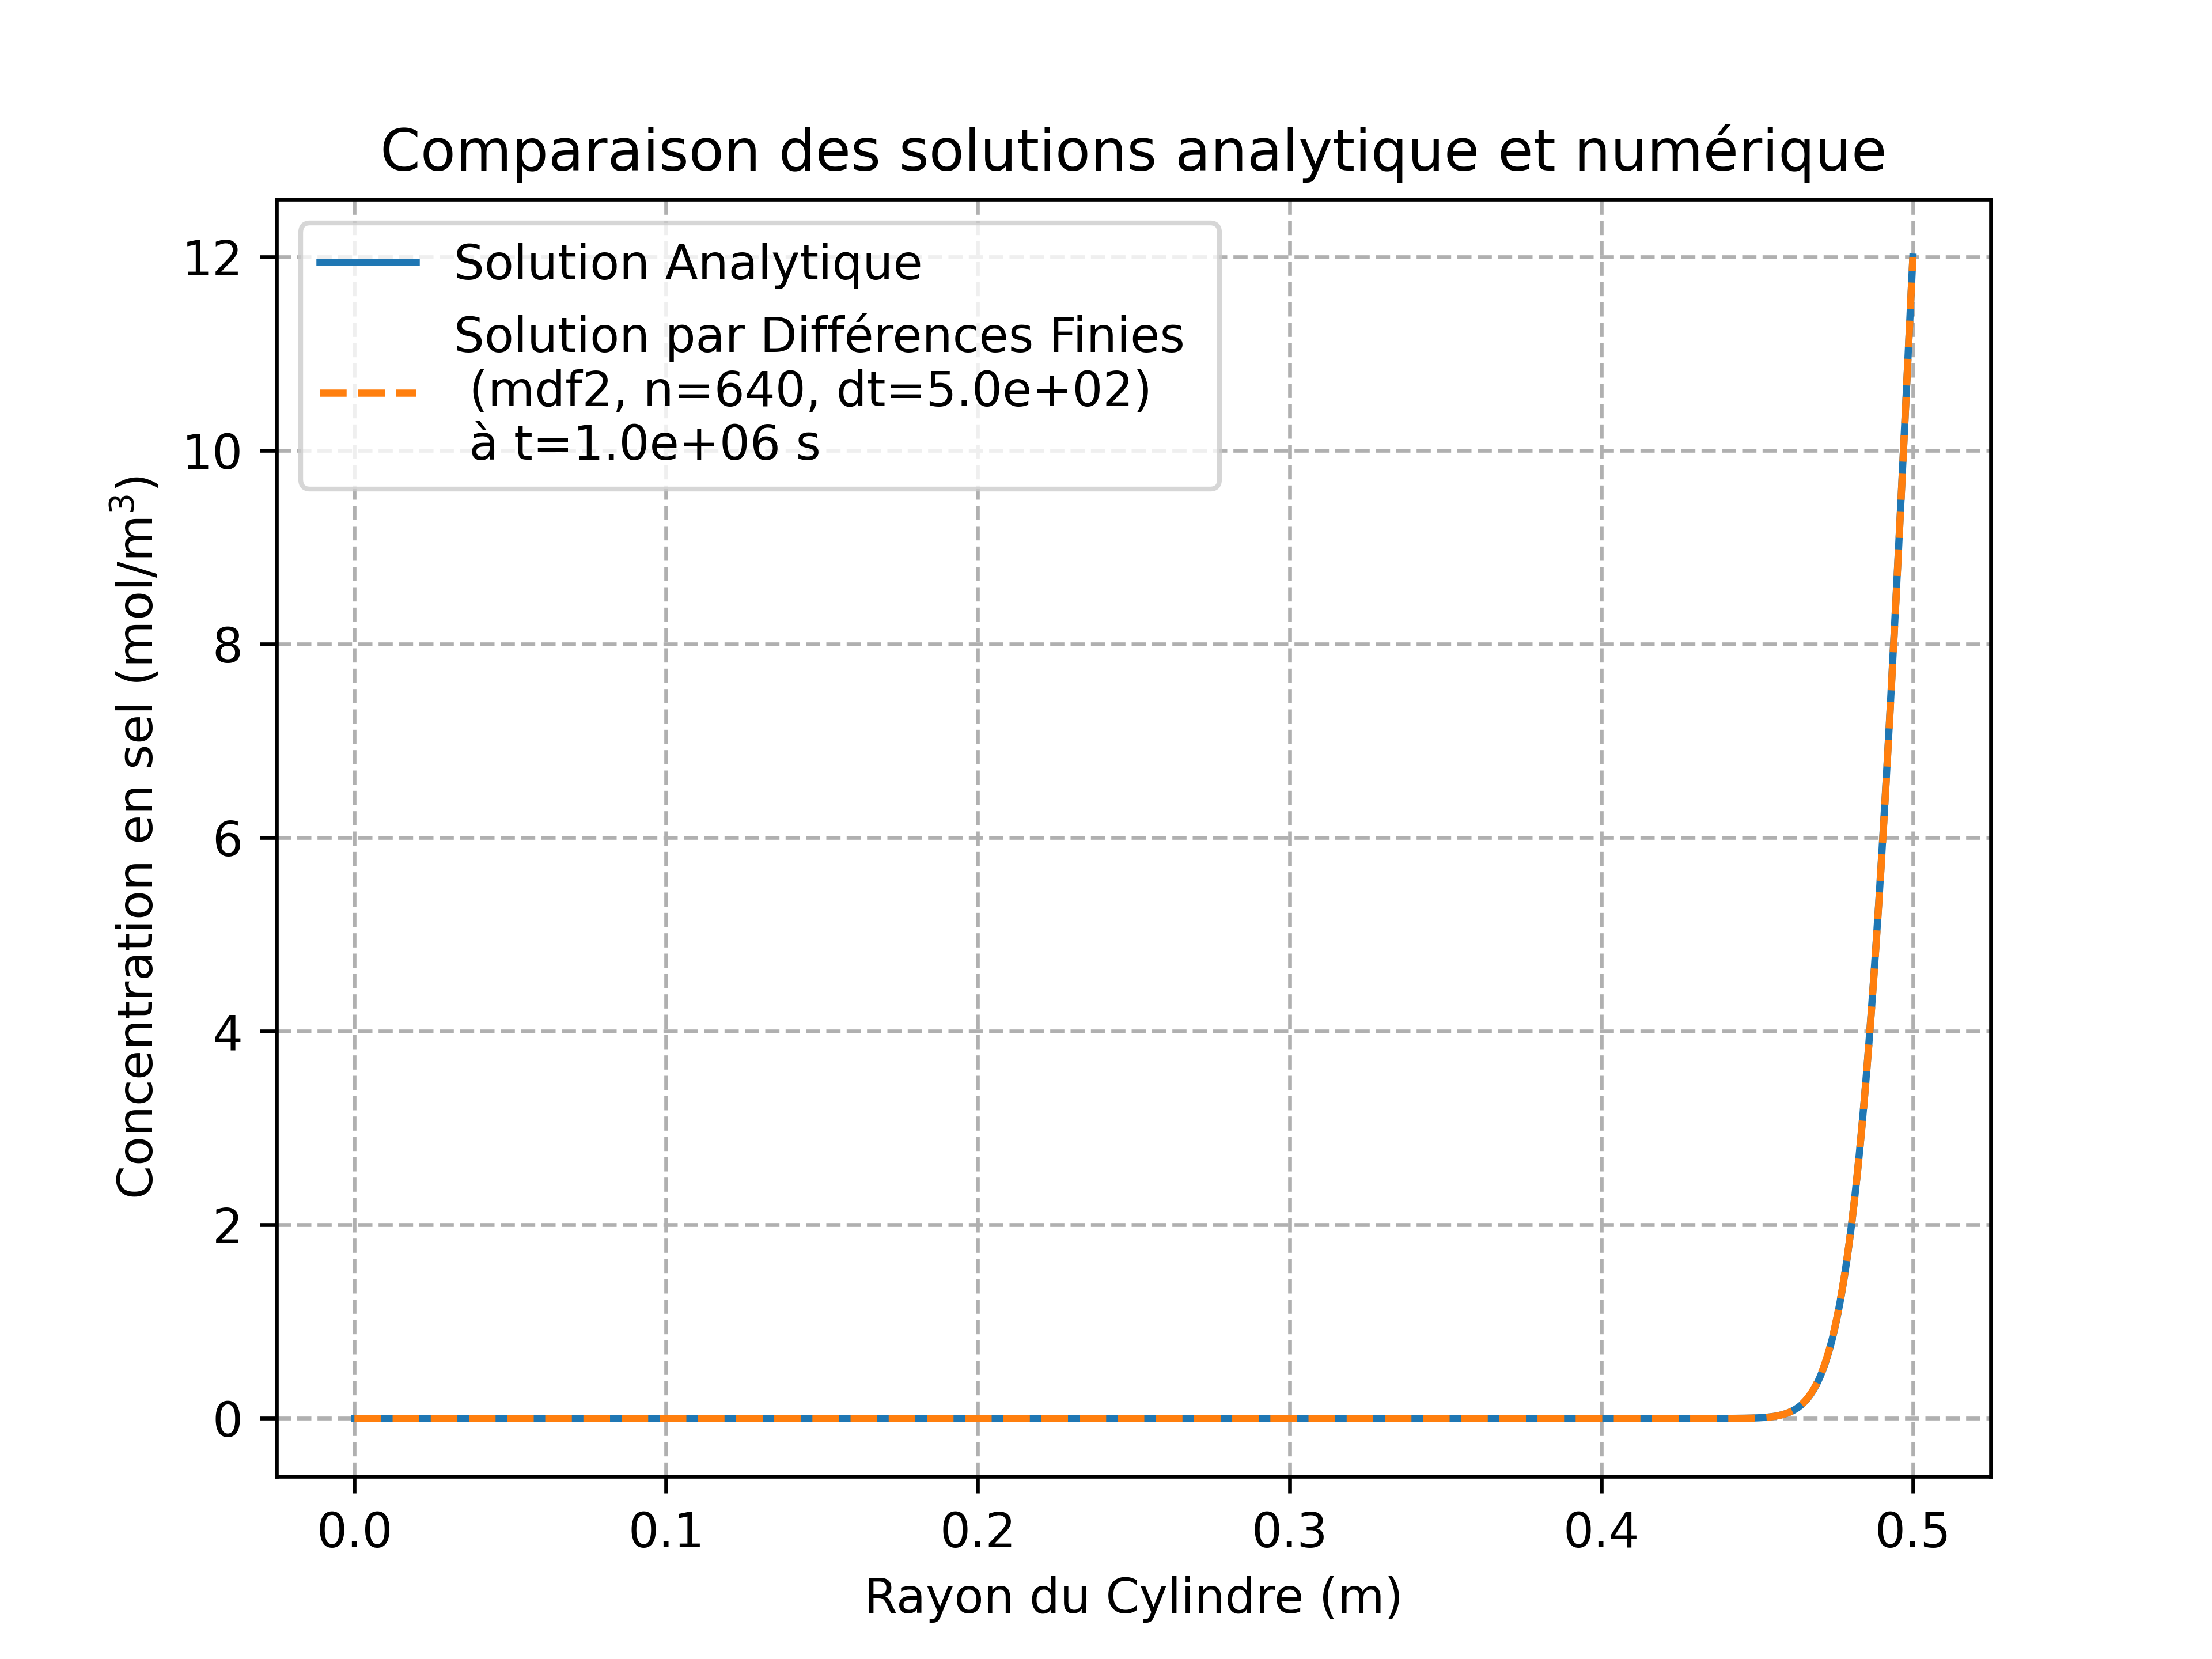 Comparaison des solutions analytique et numérique
Solution Analytique
Solution par Différences Finies
(mdf2, n=640, dt=5.0e+02)
à t=1.0e+06 s
Concentration en sel (mol/m³)
12
10
8
6
4
2
0
0.0 0.1 0.2 0.3 0.4 0.5
Rayon du Cylindre (m)